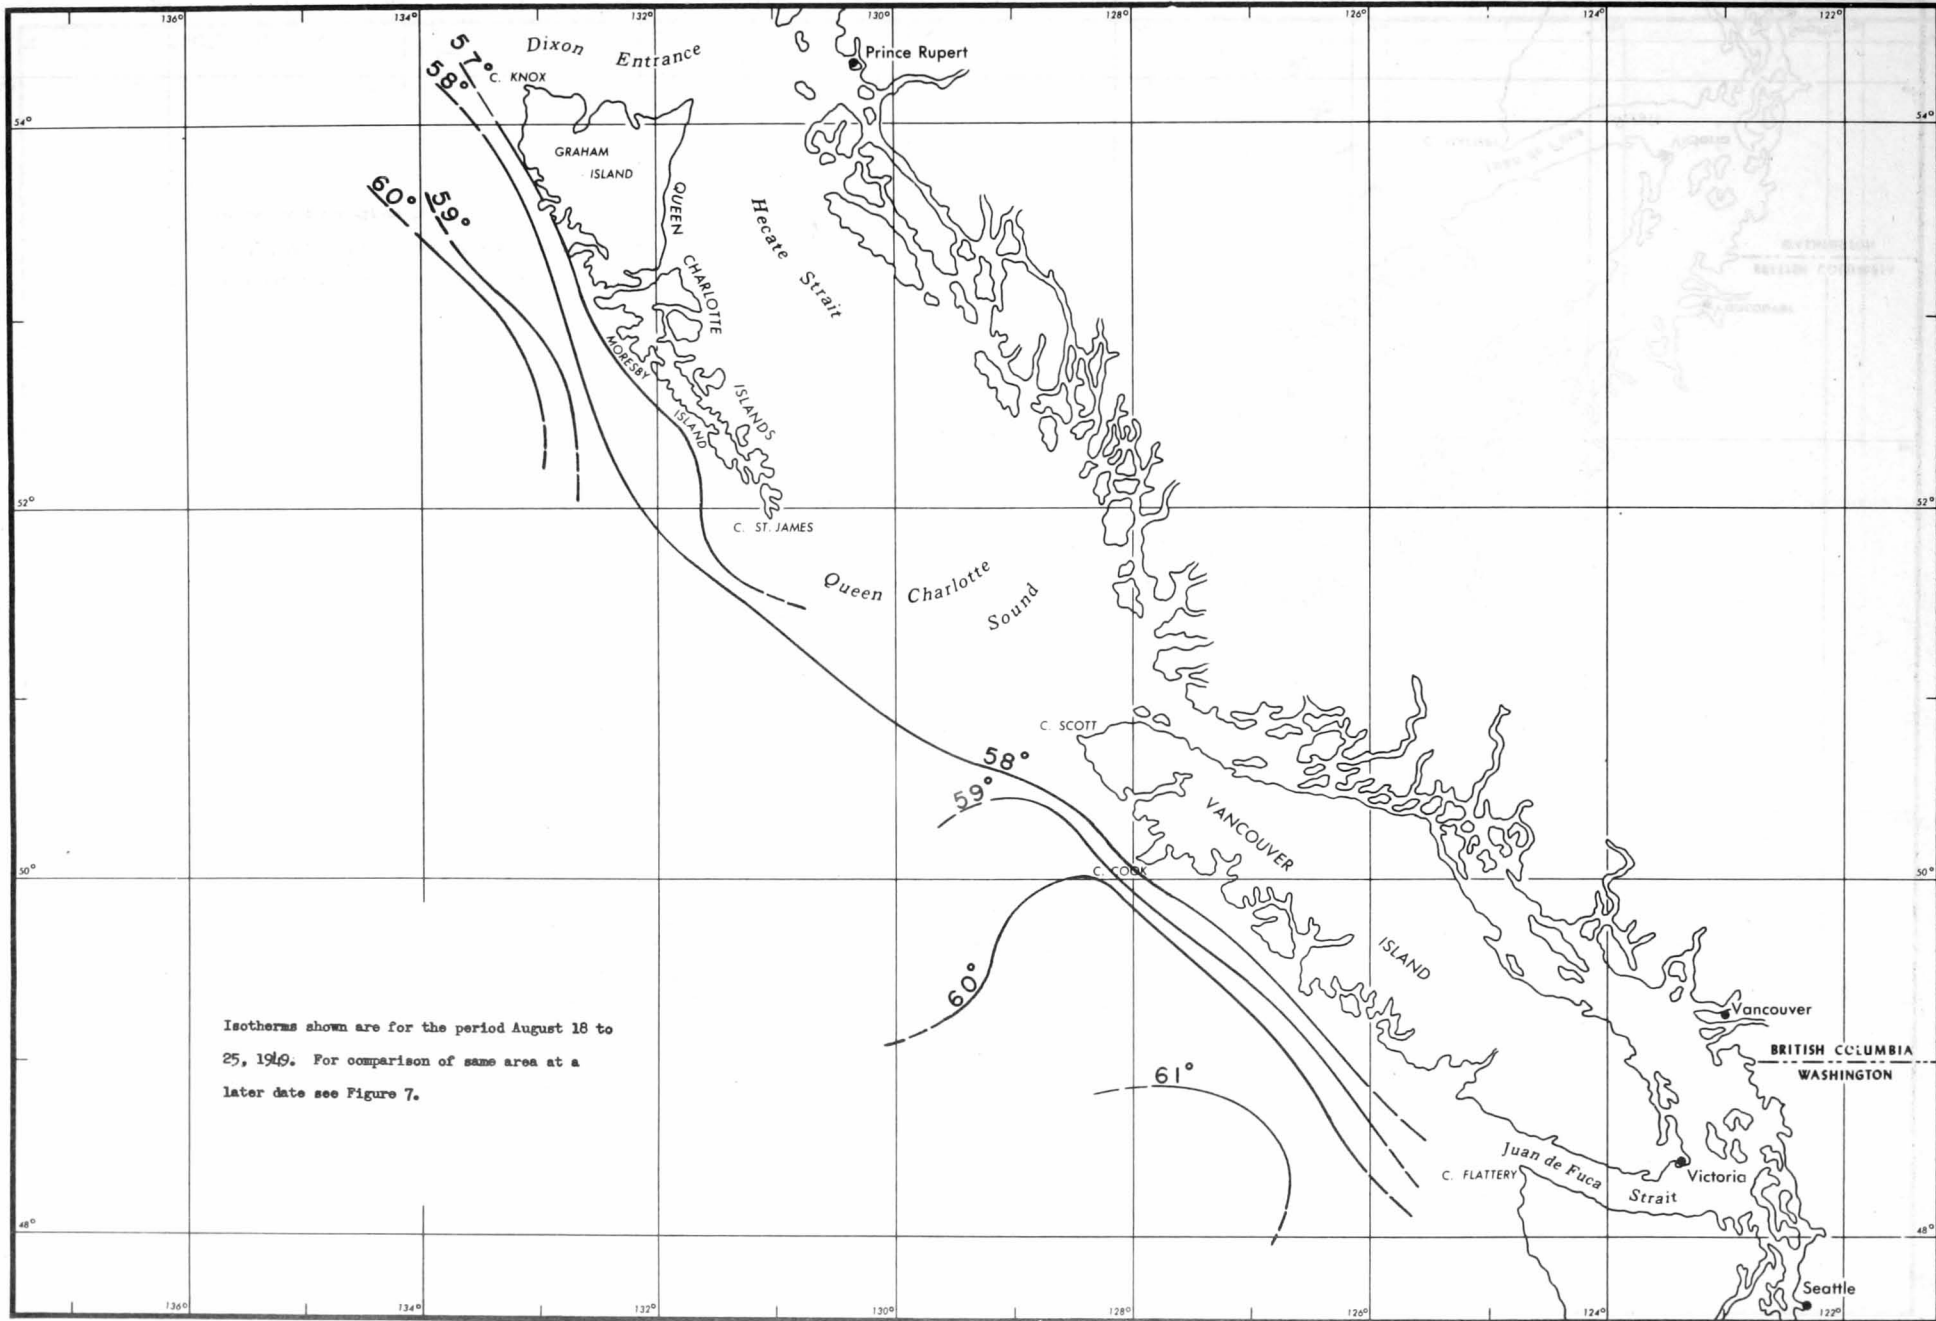 136° 134° 132° 130° 128° 126° 124° 122°
57°
58°
Dixon Entrance
C. KNOX
Prince Rupert
54° 54°
GRAHAM
ISLAND
60° 59°
QUEEN
CHARLOTTE
ISLANDS
Hecate Strait
MORESBY
ISLAND
52° 52°
C. ST. JAMES
Queen Charlotte
Sound
C. SCOTT
58°
59°
VANCOUVER
ISLAND
50° 50°
C. COOK
60°
Vancouver
Isotherms shown are for the period August 18 to
25, 1949. For comparison of same area at a
later date see Figure 7.
BRITISH COLUMBIA
WASHINGTON
61°
Juan de Fuca
Strait
C. FLATTERY
Victoria
48° 48°
Seattle
136° 134° 132° 130° 128° 126° 124° 122°